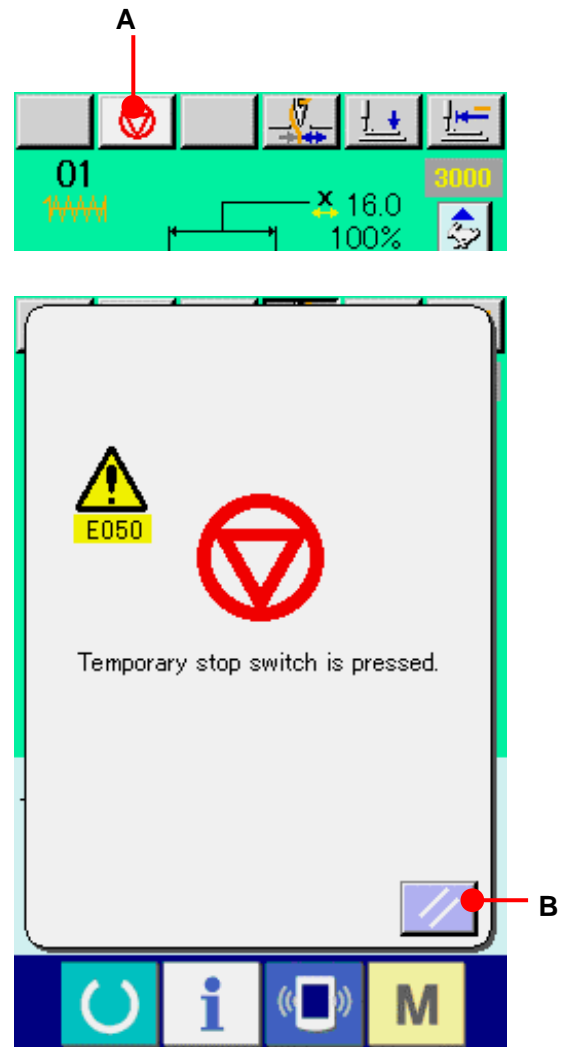 A
01
3000
X 16.0
100%
E050
Temporary stop switch is pressed.
B
i
M